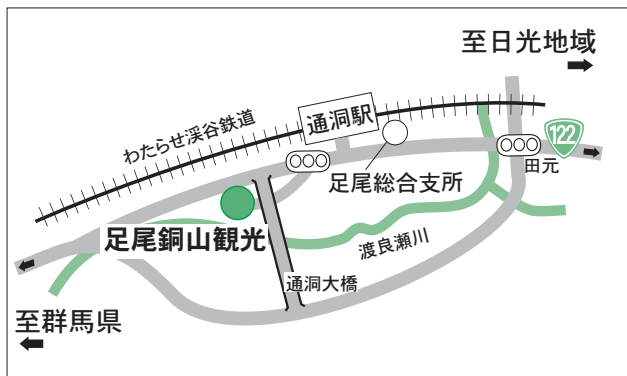 至日光地域
わたらせ渓谷鉄道
通洞駅
122
田元
足尾総合支所
足尾銅山観光
渡良瀬川
通洞大橋
至群馬県